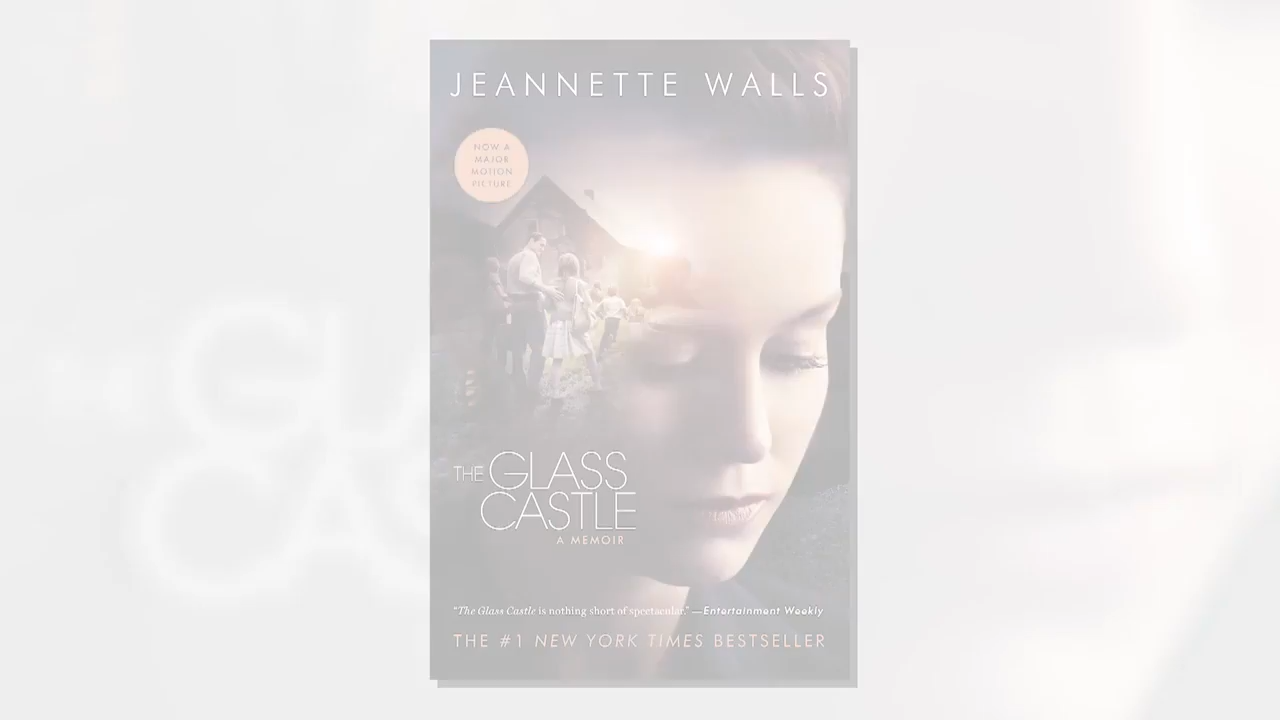 JEANNETTE WALLS
NOW A
MAJOR
MOTION
PICTURE
THE GLASS
CASTLE
A MEMOIR
"The Glass Castle is nothing short of spectacular." —Entertainment Weekly
THE #1 NEW YORK TIMES BESTSELLER